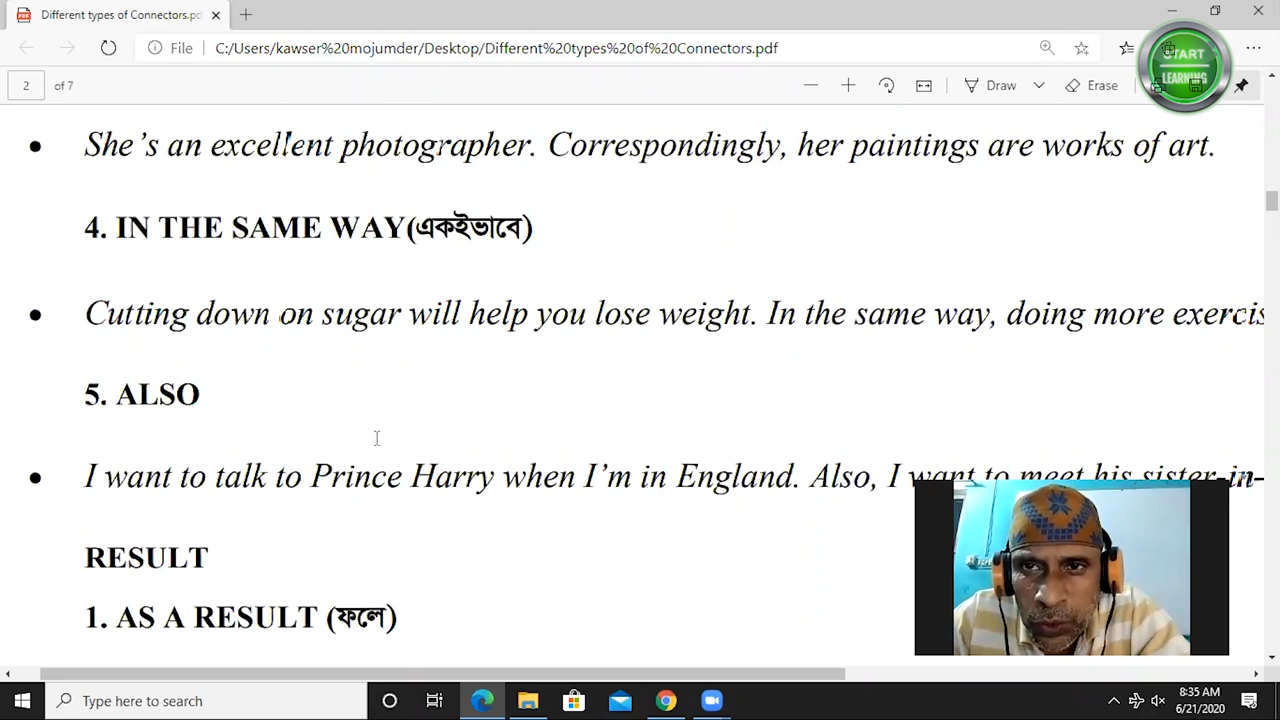 Different types of Connectors.pd
File
C:/Users/kawser%20mojumder/Desktop/Different%20types%20of%20Connectors.pdf
2 of 7
Draw
Erase
START
LEARNING
She's an excellent photographer. Correspondingly, her paintings are works of art.
4. IN THE SAME WAY(একইভাবে)
Cutting down on sugar will help you lose weight. In the same way, doing more exercis
5. ALSO
I want to talk to Prince Harry when I'm in England. Also, I want to meet his sister-in-
RESULT
1. AS A RESULT (ফলে)
Type here to search
8:35 AM
6/21/2020